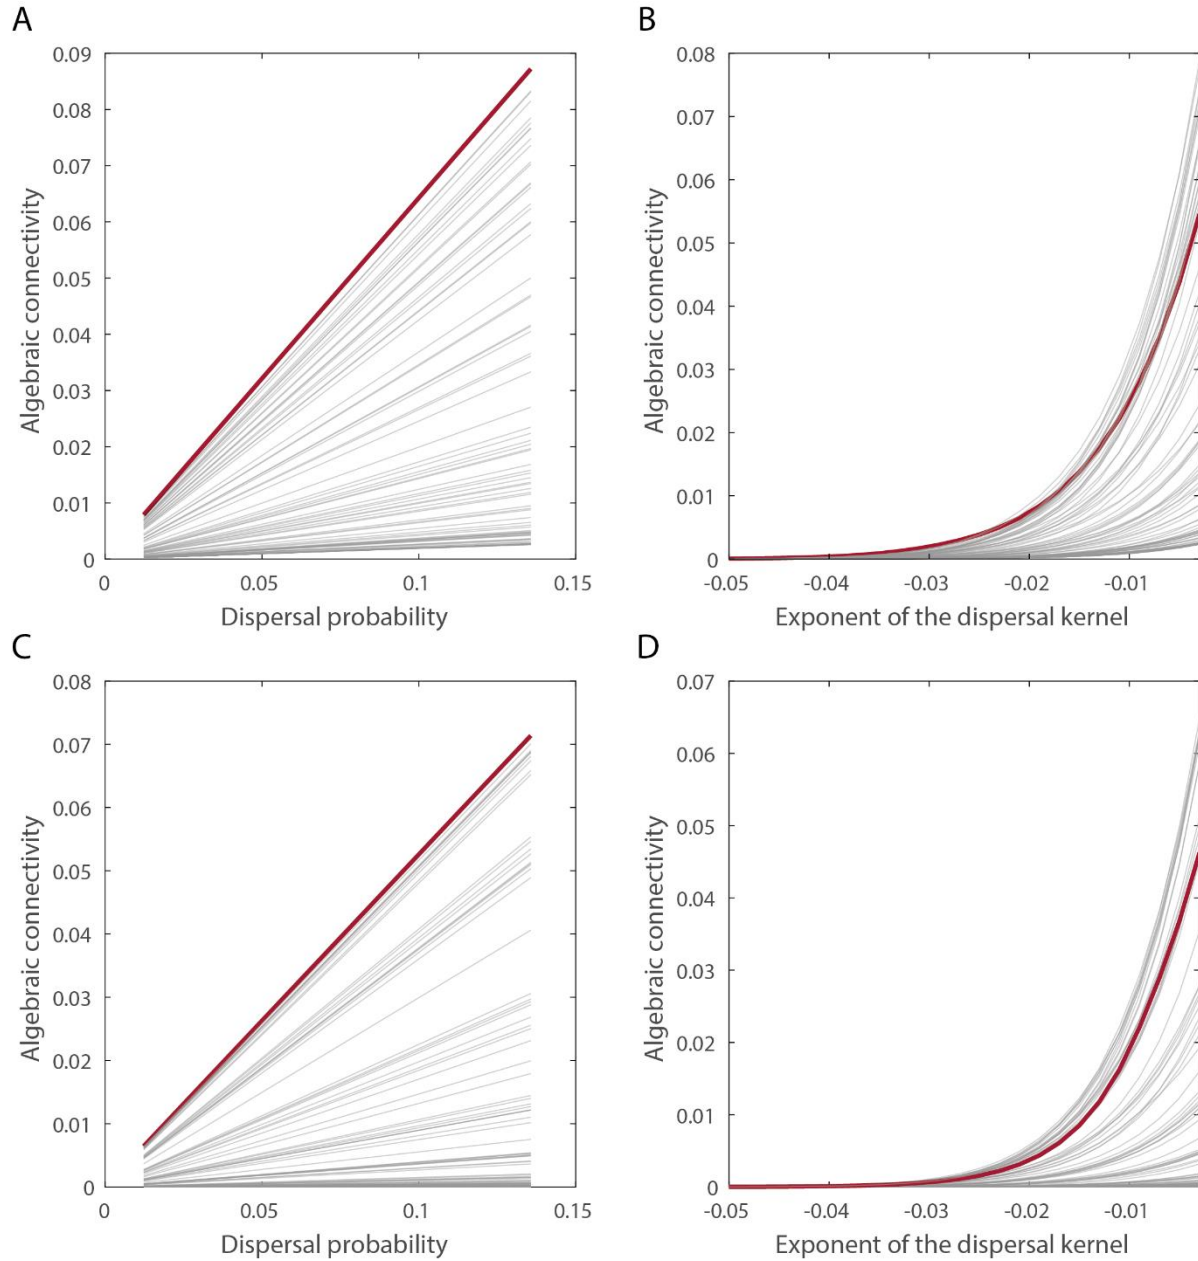 A
0.09
0.08
0.07
0.06
0.05
0.04
0.03
0.02
0.01
0
Algebraic connectivity
0 0.05 0.1 0.15
Dispersal probability
B
0.08
0.07
0.06
0.05
0.04
0.03
0.02
0.01
0
Algebraic connectivity
-0.05 -0.04 -0.03 -0.02 -0.01
Exponent of the dispersal kernel
C
0.08
0.07
0.06
0.05
0.04
0.03
0.02
0.01
0
Algebraic connectivity
0 0.05 0.1 0.15
Dispersal probability
D
0.07
0.06
0.05
0.04
0.03
0.02
0.01
0
Algebraic connectivity
-0.05 -0.04 -0.03 -0.02 -0.01
Exponent of the dispersal kernel